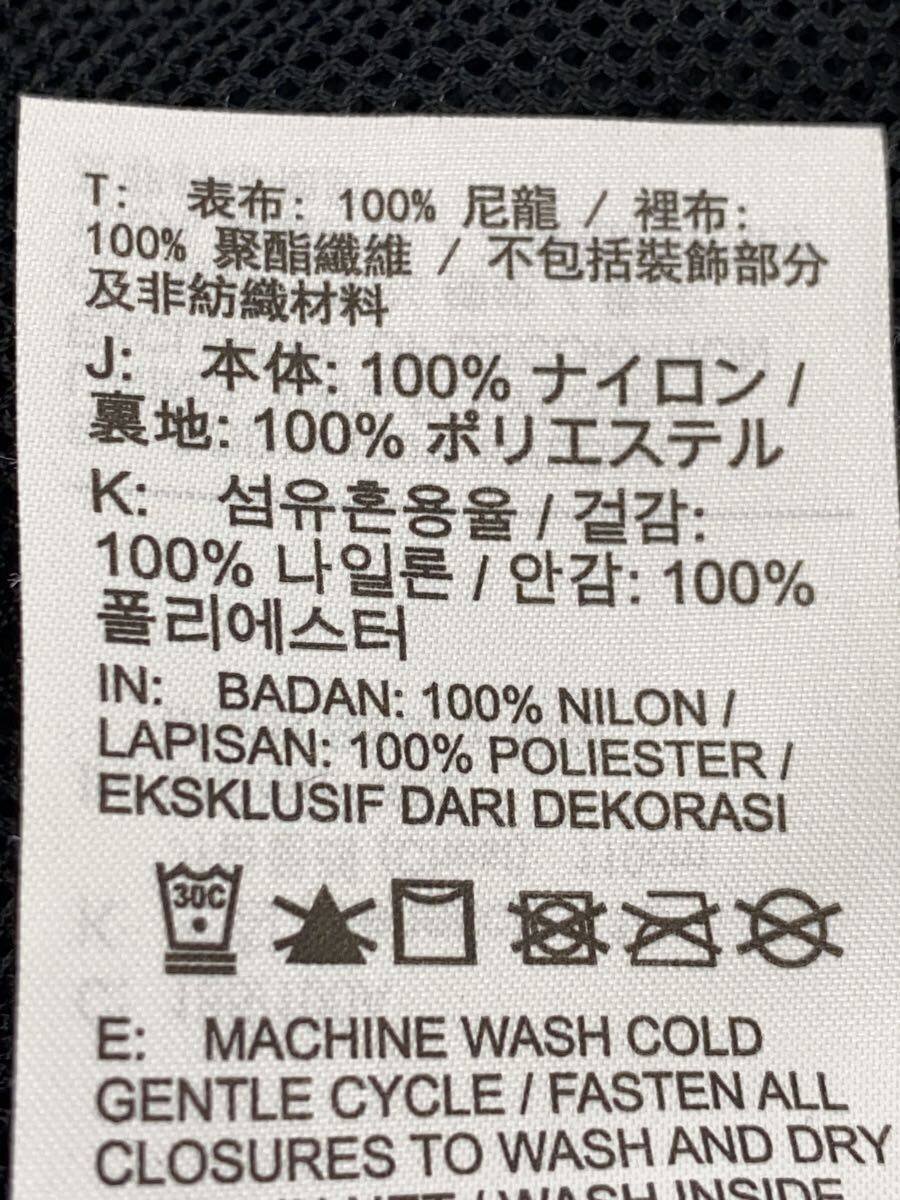 T: 表布: 100% 尼龍 / 裡布:
100% 聚酯纖維 / 不包括裝飾部分
及非紡織材料
J: 本体: 100% ナイロン /
裏地: 100% ポリエステル
K: 섬유혼용율 / 겉감:
100% 나일론 / 안감: 100%
폴리에스터
IN: BADAN: 100% NILON /
LAPISAN: 100% POLIESTER /
EKSKLUSIF DARI DEKORASI
30C
E: MACHINE WASH COLD
GENTLE CYCLE / FASTEN ALL
CLOSURES TO WASH AND DRY
/ WASH INSIDE